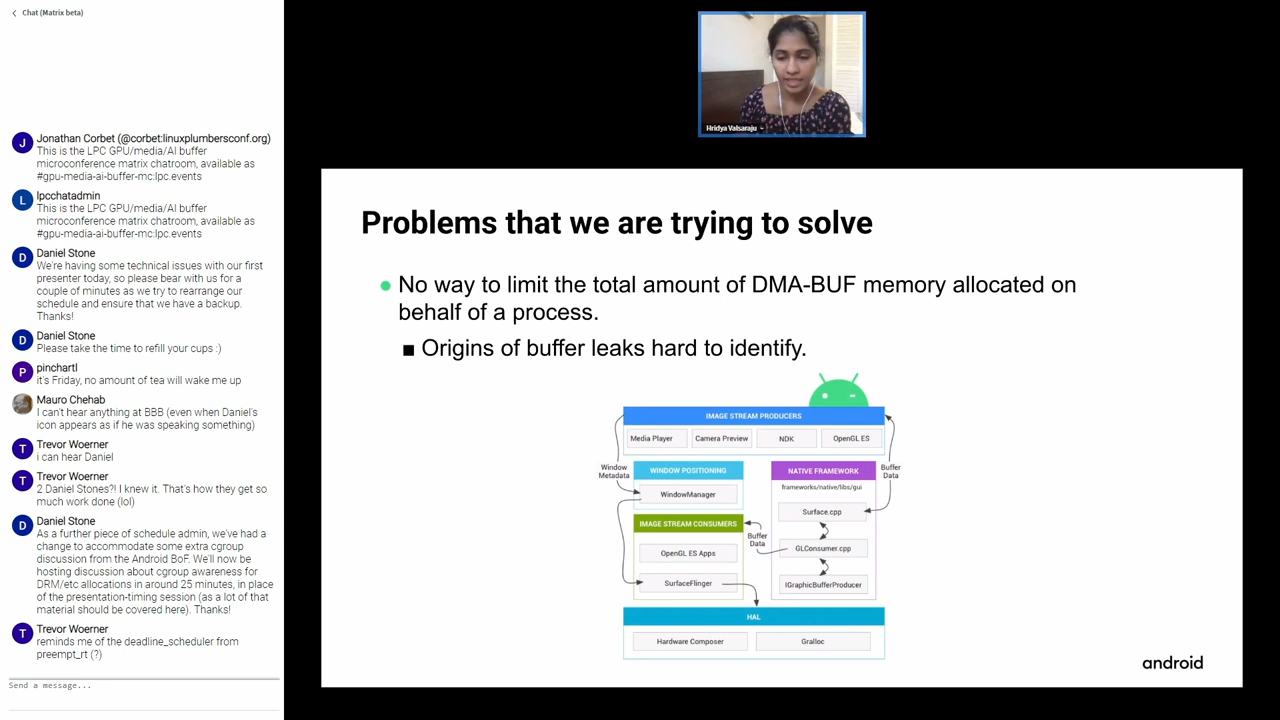 Chat (Matrix beta)
J
Jonathan Corbet (@corbet:linuxplumbersconf.org)
This is the LPC GPU/media/AI buffer
microconference matrix chatroom, available as
#gpu-media-ai-buffer-mc:lpc.events
L
lpcchatadmin
This is the LPC GPU/media/AI buffer
microconference matrix chatroom, available as
#gpu-media-ai-buffer-mc:lpc.events
D
Daniel Stone
We're having some technical issues with our first
presenter today, so please bear with us for a
couple of minutes as we try to rearrange our
schedule and ensure that we have a backup.
Thanks!
D
Daniel Stone
Please take the time to refill your cups :)
P
pinchartl
it's Friday, no amount of tea will wake me up
Mauro Chehab
I can't hear anything at BBB (even when Daniel's
icon appears as if he was speaking something)
T
Trevor Woerner
i can hear Daniel
T
Trevor Woerner
2 Daniel Stones?! I knew it. That's how they get so
much work done (lol)
D
Daniel Stone
As a further piece of schedule admin, we've had a
change to accommodate some extra cgroup
discussion from the Android BoF. We'll now be
hosting discussion about cgroup awareness for
DRM/etc allocations in around 25 minutes, in place
of the presentation-timing session (as a lot of that
material should be covered here). Thanks!
T
Trevor Woerner
reminds me of the deadline_scheduler from
preempt_rt (?)
Send a message...
Hridya Valsaraju
Problems that we are trying to solve
No way to limit the total amount of DMA-BUF memory allocated on
behalf of a process.
Origins of buffer leaks hard to identify.
IMAGE STREAM PRODUCERS
Media Player
Camera Preview
NDK
OpenGL ES
Window
Metadata
WINDOW POSITIONING
WindowManager
NATIVE FRAMEWORK
frameworks/native/libs/gui
Buffer
Data
Surface.cpp
IMAGE STREAM CONSUMERS
Buffer
Data
OpenGL ES Apps
GLConsumer.cpp
SurfaceFlinger
IGraphicBufferProducer
HAL
Hardware Composer
Gralloc
android